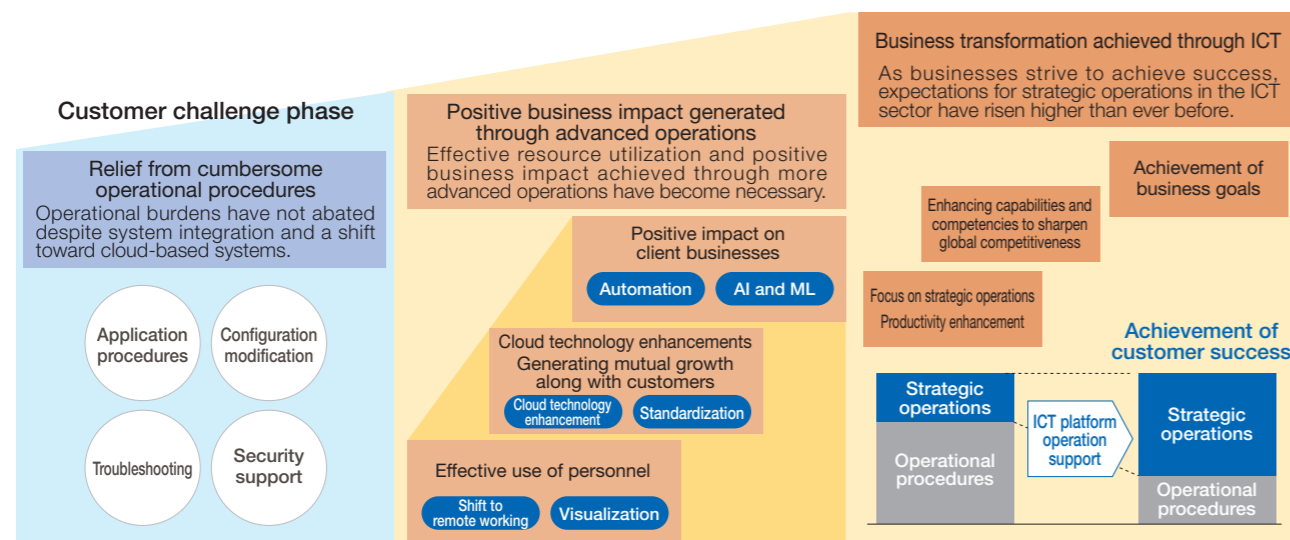 Customer challenge phase
Relief from cumbersome
operational procedures
Operational burdens have not abated
despite system integration and a shift
toward cloud-based systems.
Application
procedures
Configuration
modification
Troubleshooting
Security
support
Positive business impact generated
through advanced operations
Effective resource utilization and positive
business impact achieved through more
advanced operations have become necessary.
Positive impact on
client businesses
Automation
AI and ML
Cloud technology enhancements
Generating mutual growth
along with customers
Cloud technology
enhancement
Standardization
Effective use of personnel
Shift to
remote working
Visualization
Business transformation achieved through ICT
As businesses strive to achieve success,
expectations for strategic operations in the ICT
sector have risen higher than ever before.
Achievement of
business goals
Enhancing capabilities and
competencies to sharpen
global competitiveness
Focus on strategic operations
Productivity enhancement
Achievement of
customer success
Strategic
operations
Operational
procedures
ICT platform
operation
support
Strategic
operations
Operational
procedures